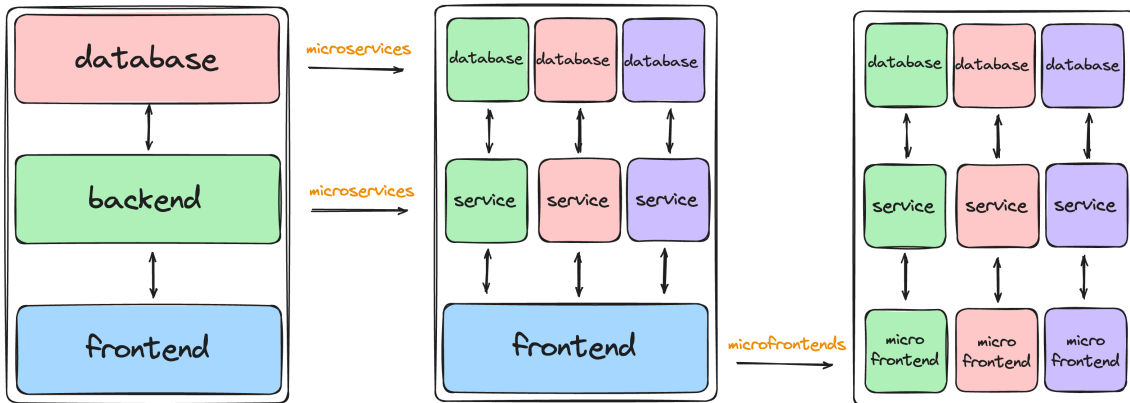 database
backend
frontend
microservices
microservices
database database database
service service service
frontend
microfrontends
database database database
service service service
micro frontend
micro frontend
micro frontend